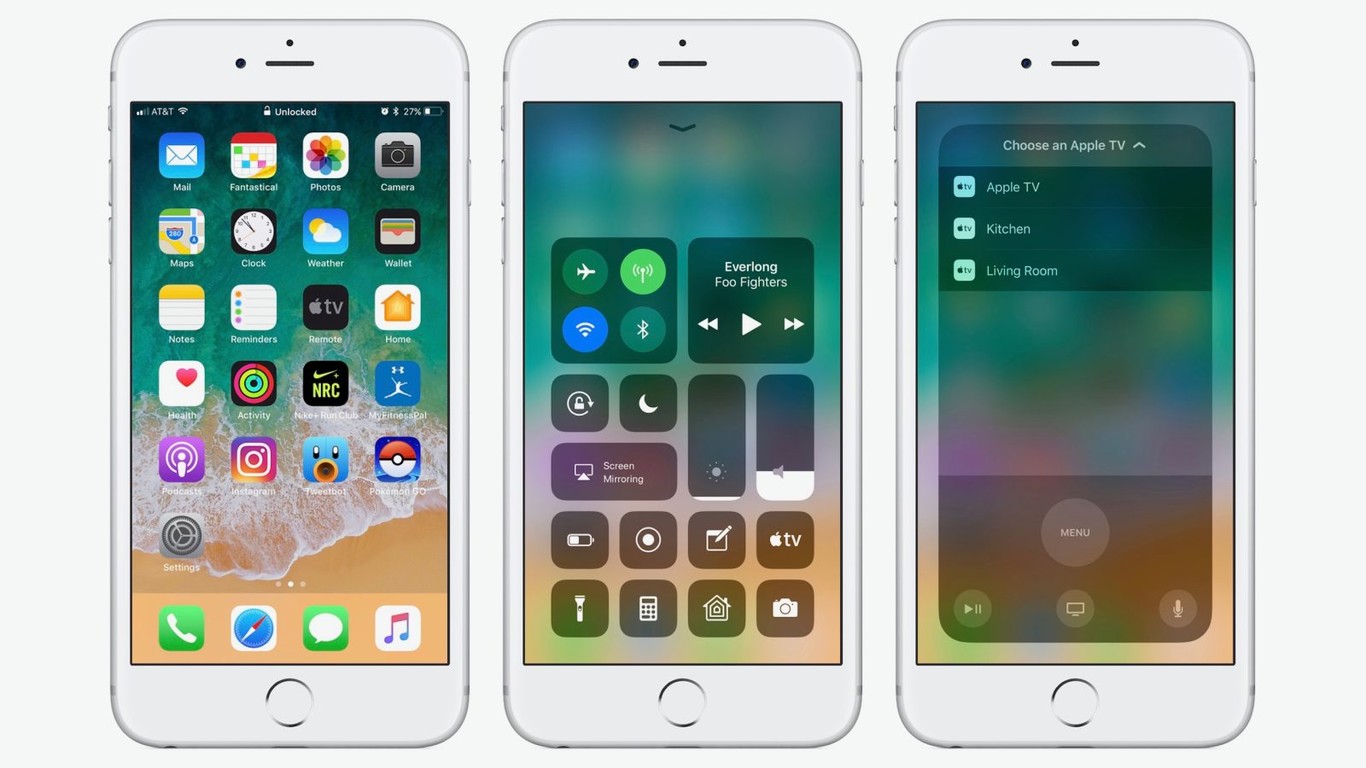 AT&T
Unlocked
27%
Mail
Fantastical
Photos
Camera
280
Maps
Clock
Weather
Wallet
Notes
Reminders
tv
Remote
Home
NRC
Health
Activity
Nike+ Run Club
MyFitnessPal
Podcasts
Instagram
Tweetbot
Pokémon GO
Settings
Everlong
Foo Fighters
Screen
Mirroring
tv
Choose an Apple TV
tv Apple TV
tv Kitchen
tv Living Room
MENU